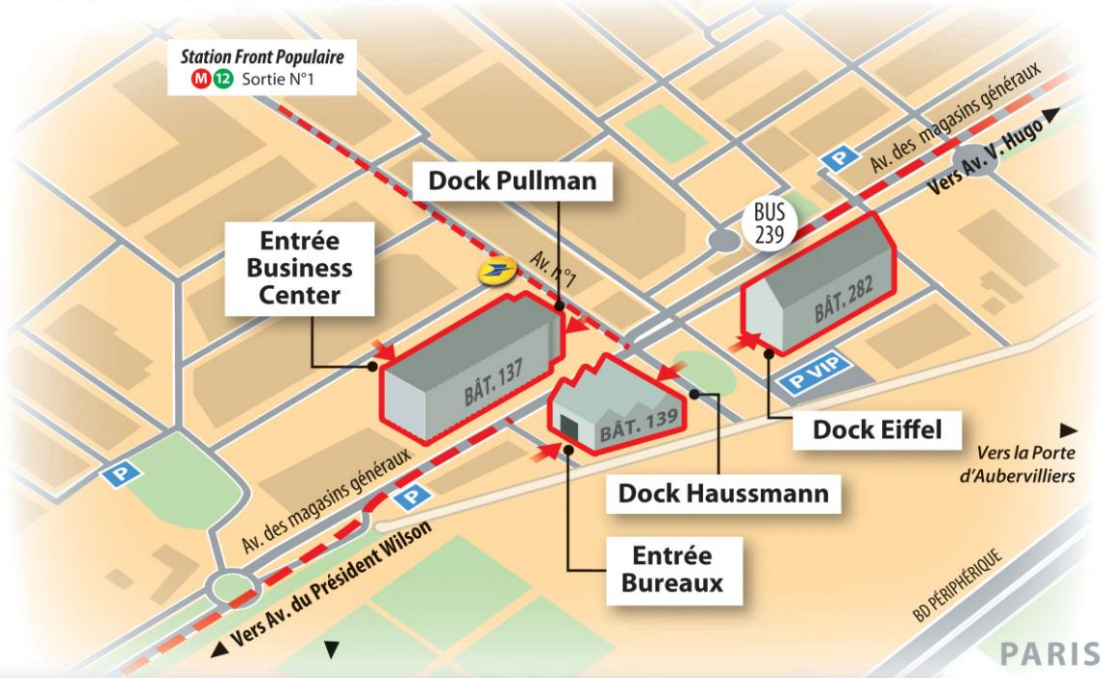 Station Front Populaire
M 12 Sortie N°1
Av. des magasins généraux
Vers Av. V. Hugo
P
Dock Pullman
BUS
239
Entrée
Business
Center
Av. n°1
BÂT. 282
BÂT. 137
P VIP
BÂT. 139
Dock Eiffel
Vers la Porte
d'Aubervilliers
P
Av. des magasins généraux
P
Dock Haussmann
Vers Av. du Président Wilson
Entrée
Bureaux
BD PÉRIPHÉRIQUE
PARIS